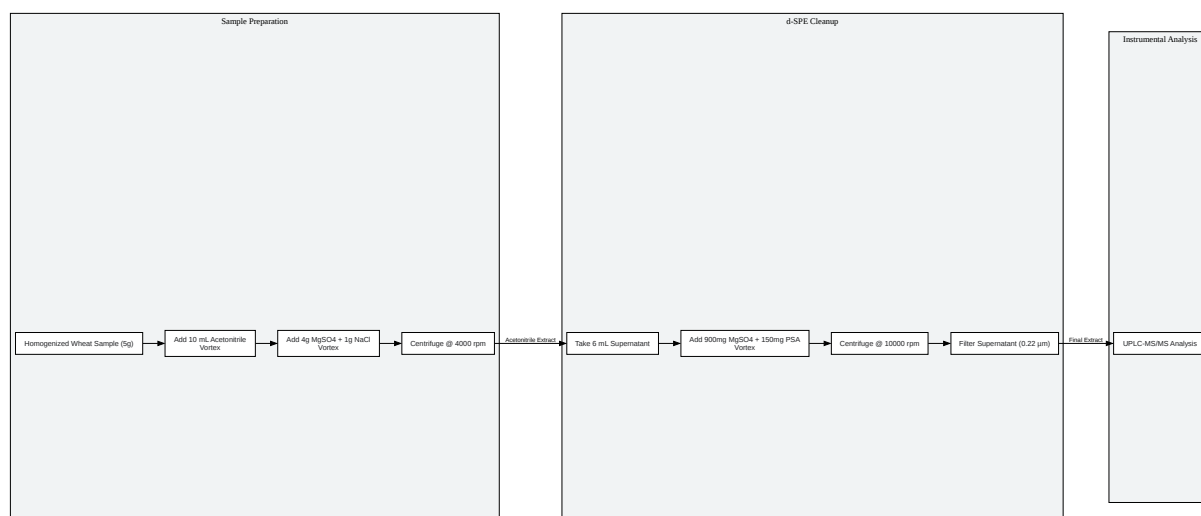 Sample Preparation
d-SPE Cleanup
Instrumental Analysis
Homogenized Wheat Sample (5g)
Add 10 mL Acetonitrile
Vortex
Add 4g MgSO4 + 1g NaCl
Vortex
Centrifuge @ 4000 rpm
Acetonitrile Extract
Take 6 mL Supernatant
Add 900mg MgSO4 + 150mg PSA
Vortex
Centrifuge @ 10000 rpm
Filter Supernatant (0.22 μm)
Final Extract
UPLC-MS/MS Analysis